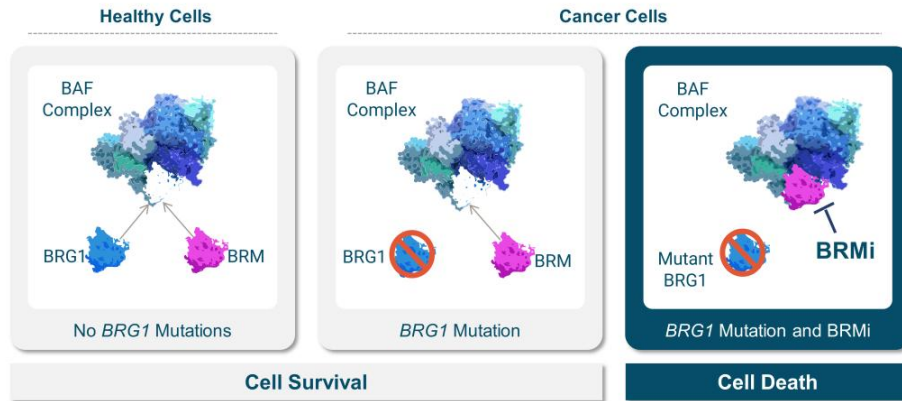 Healthy Cells
Cancer Cells
BAF
Complex
BRG1
BRM
No BRG1 Mutations
BAF
Complex
BRG1
BRM
BRG1 Mutation
BAF
Complex
Mutant
BRG1
BRMi
BRG1 Mutation and BRMi
Cell Survival
Cell Death